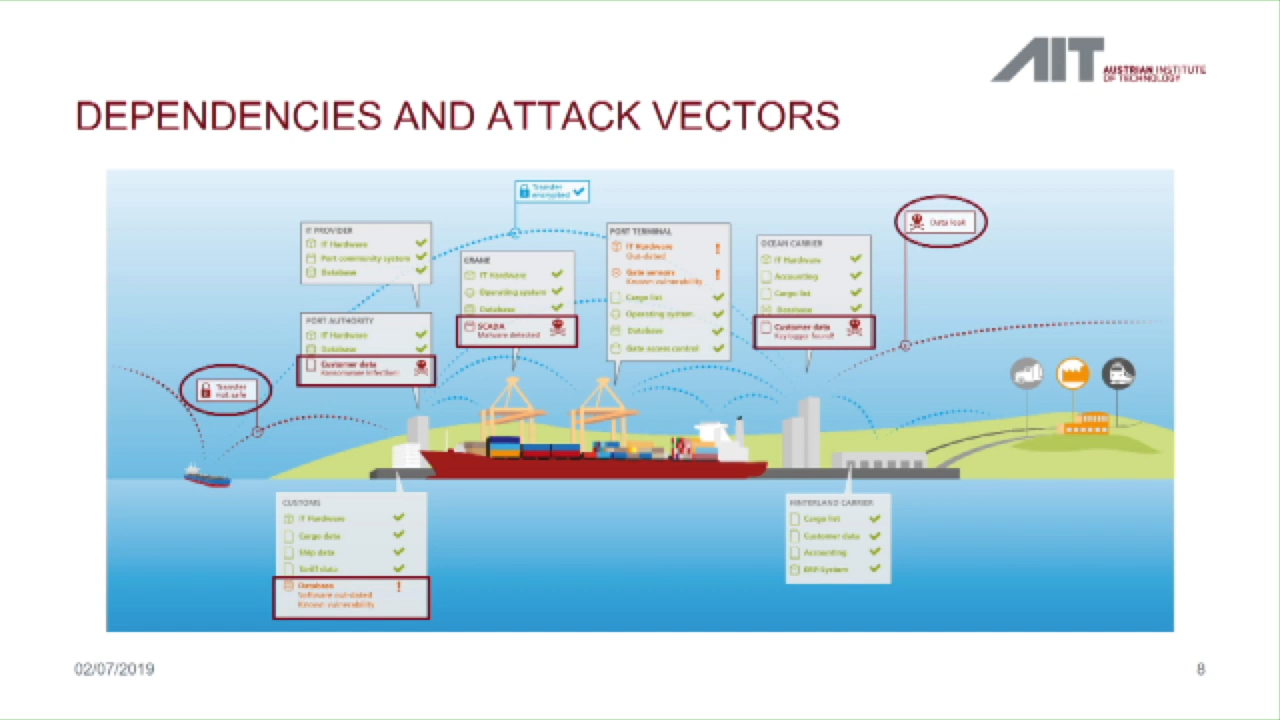 AIT AUSTRIAN INSTITUTE
OF TECHNOLOGY
DEPENDENCIES AND ATTACK VECTORS
Transfer
encrypted
Data leak
IT PROVIDER
IT Hardware
Port community system
Database
CRANE
IT Hardware
Operating system
Database
SCADA
Malware detected
PORT TERMINAL
IT Hardware
Out-dated
Gate sensors
Known vulnerability
Cargo list
Operating system
Database
Gate access control
OCEAN CARRIER
IT Hardware
Accounting
Cargo list
Database
Customer data
Keylogger found!
PORT AUTHORITY
IT Hardware
Database
Customer data
Ransomware infection!
Transfer
not safe
CUSTOMS
IT Hardware
Cargo data
Ship data
Tariff data
Database
Software out-dated
Known vulnerability
HINTERLAND CARRIER
Cargo list
Customer data
Accounting
ERP System
02/07/2019
8